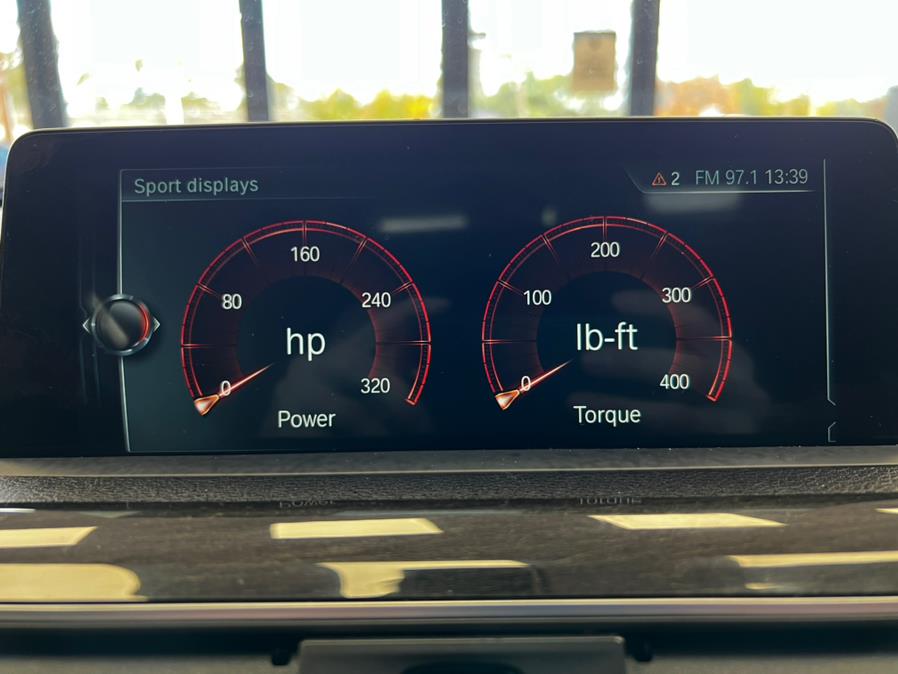 Sport displays
2 FM 97.1 13:39
160
80
240
hp
0
320
Power
200
100
300
lb-ft
0
400
Torque